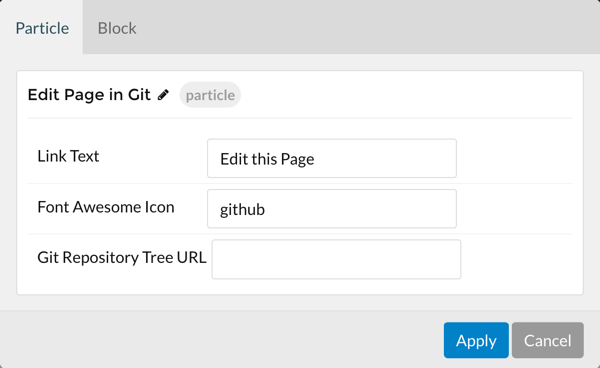 Particle Block
Edit Page in Git particle
Link Text Edit this Page
Font Awesome Icon github
Git Repository Tree URL
Apply Cancel